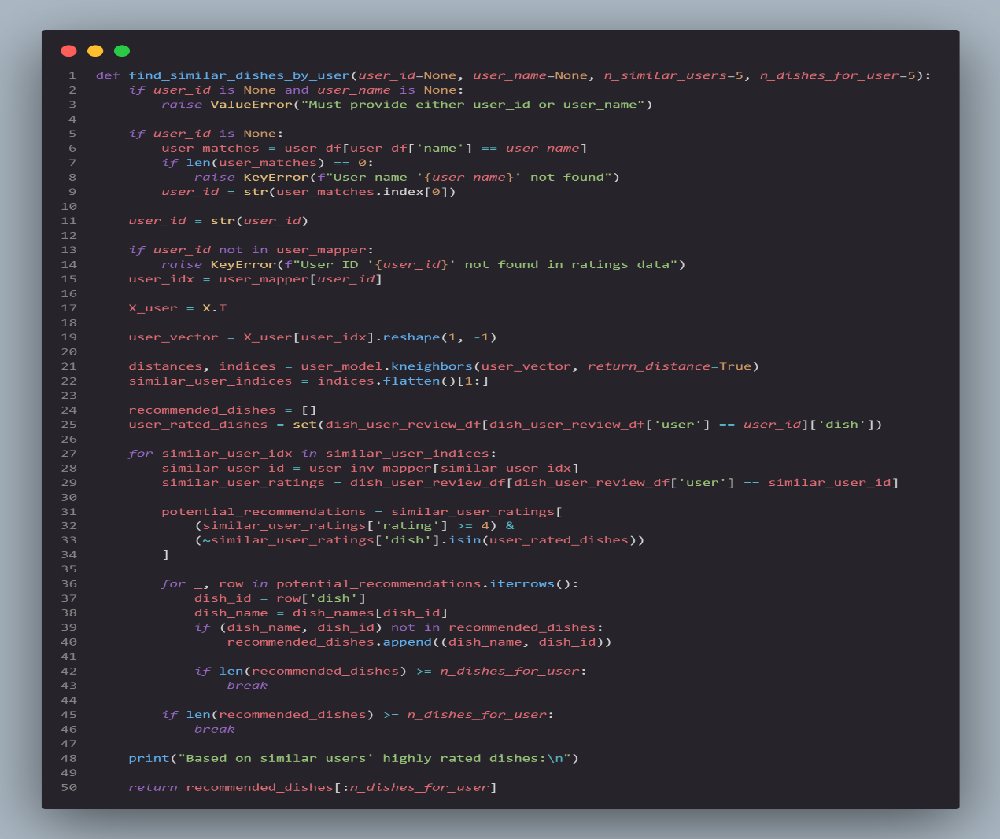 1 def find_similar_dishes_by_user(user_id=None, user_name=None, n_similar_users=5, n_dishes_for_user=5):
2     if user_id is None and user_name is None:
3         raise ValueError("Must provide either user_id or user_name")
4
5     if user_id is None:
6         user_matches = user_df[user_df['name'] == user_name]
7         if len(user_matches) == 0:
8             raise KeyError(f"User name '{user_name}' not found")
9         user_id = str(user_matches.index[0])
10
11     user_id = str(user_id)
12
13     if user_id not in user_mapper:
14         raise KeyError(f"User ID '{user_id}' not found in ratings data")
15     user_idx = user_mapper[user_id]
16
17     X_user = X.T
18
19     user_vector = X_user[user_idx].reshape(1, -1)
20
21     distances, indices = user_model.kneighbors(user_vector, return_distance=True)
22     similar_user_indices = indices.flatten()[1:]
23
24     recommended_dishes = []
25     user_rated_dishes = set(dish_user_review_df[dish_user_review_df['user'] == user_id]['dish'])
26
27     for similar_user_idx in similar_user_indices:
28         similar_user_id = user_inv_mapper[similar_user_idx]
29         similar_user_ratings = dish_user_review_df[dish_user_review_df['user'] == similar_user_id]
30
31         potential_recommendations = similar_user_ratings[
32             (similar_user_ratings['rating'] >= 4) &
33             (~similar_user_ratings['dish'].isin(user_rated_dishes))
34         ]
35
36         for _, row in potential_recommendations.iterrows():
37             dish_id = row['dish']
38             dish_name = dish_names[dish_id]
39             if (dish_name, dish_id) not in recommended_dishes:
40                 recommended_dishes.append((dish_name, dish_id))
41
42             if len(recommended_dishes) >= n_dishes_for_user:
43                 break
44
45         if len(recommended_dishes) >= n_dishes_for_user:
46             break
47
48     print("Based on similar users' highly rated dishes:\n")
49
50     return recommended_dishes[:n_dishes_for_user]